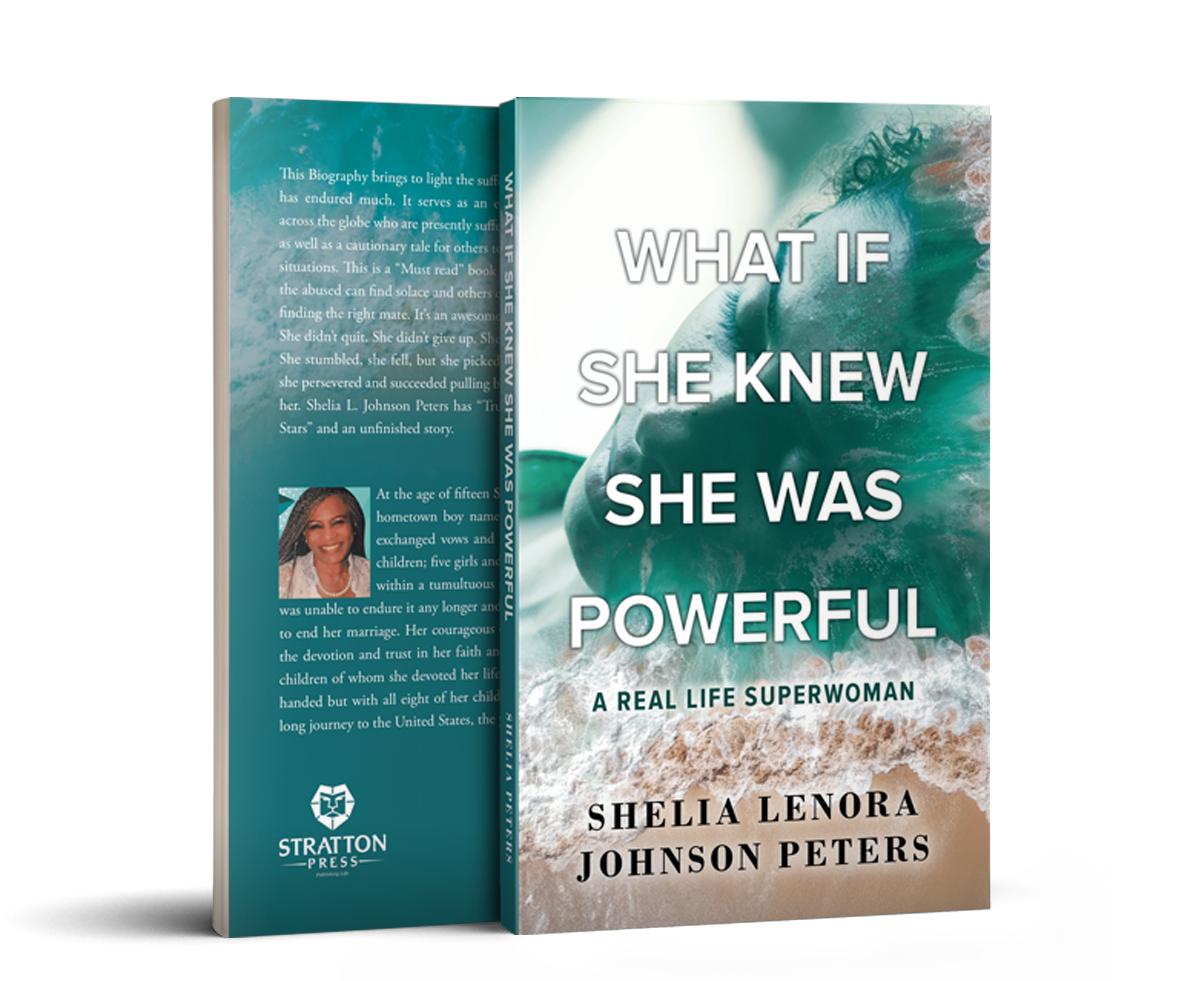 This Biography brings to light the suff
has endured much. It serves as an
across the globe who are presently suffe
as well as a cautionary tale for others
situations. This is a “Must read” book
the abused can find solace and others
finding the right mate. It’s an awesome
She didn’t quit. She didn’t give up. She
She stumbled, she fell, but she picked
she persevered and succeeded pulling
her. Shelia L. Johnson Peters has “Tru
Stars” and an unfinished story.
At the age of fifteen S
hometown boy name
exchanged vows and
children; five girls and
within a tumultuous
was unable to endure it any longer and
to end her marriage. Her courageous
the devotion and trust in her faith an
children of whom she devoted her life
handed but with all eight of her child
long journey to the United States, the
STRATTON
PRESS
Publishing Life
WHAT IF SHE KNEW SHE WAS POWERFUL
SHELIA PETERS
WHAT IF
SHE KNEW
SHE WAS
POWERFUL
A REAL LIFE SUPERWOMAN
SHELIA LENORA
JOHNSON PETERS